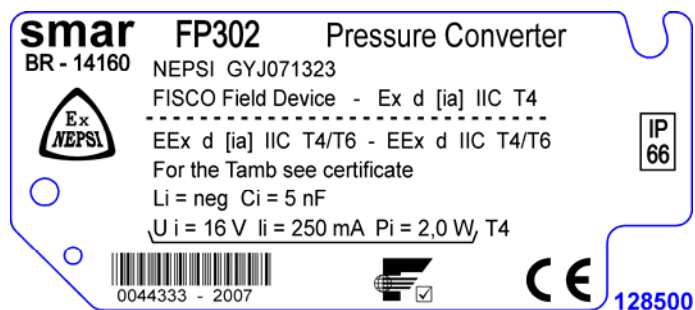 smar FP302 Pressure Converter
BR - 14160
NEPSI GYJ071323
FISCO Field Device - Ex d [ia] IIC T4
Ex
NEPSI
EEx d [ia] IIC T4/T6 - EEx d IIC T4/T6
IP
66
For the Tamb see certificate
Li = neg Ci = 5 nF
U i = 16 V Ii = 250 mA Pi = 2,0 W, T4
0044333 - 2007
F
CE
128500